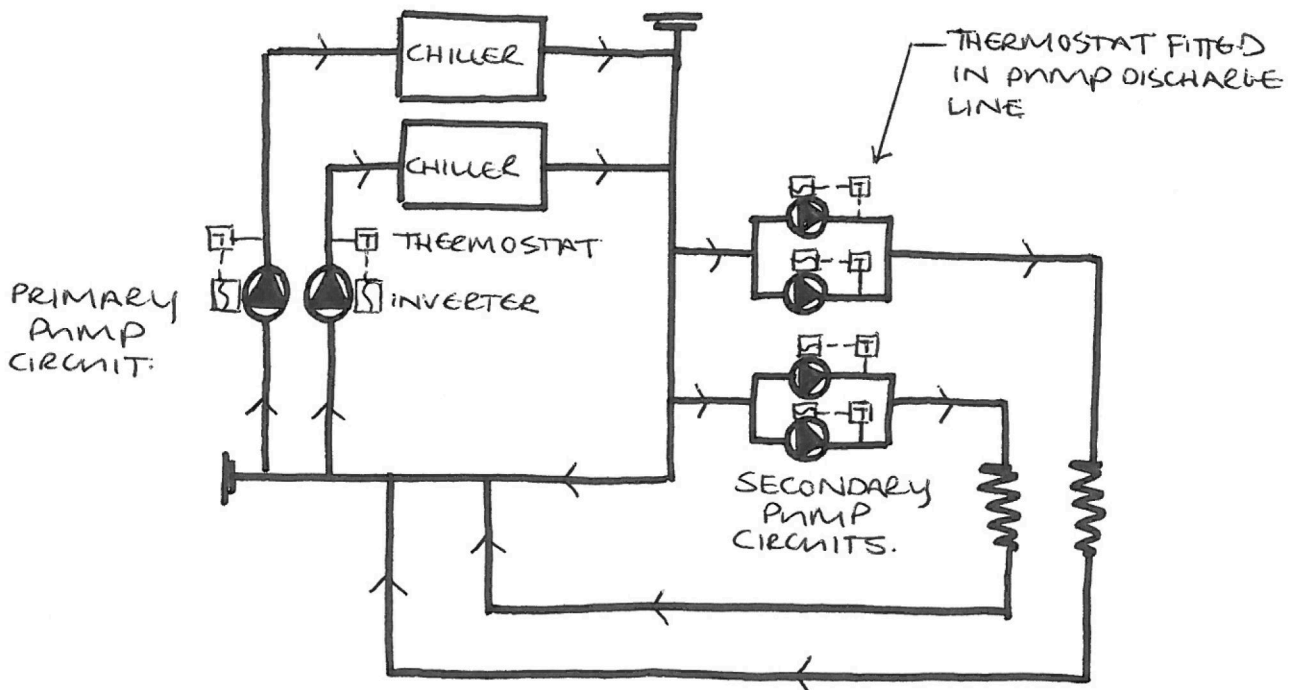 CHILLER
CHILLER
THERMOSTAT FITTED
IN PUMP DISCHARGE
LINE
T
T
T
THERMOSTAT
T
INVERTER
PRIMARY
PUMP
CIRCUIT.
T
T
SECONDARY
PUMP
CIRCUITS.